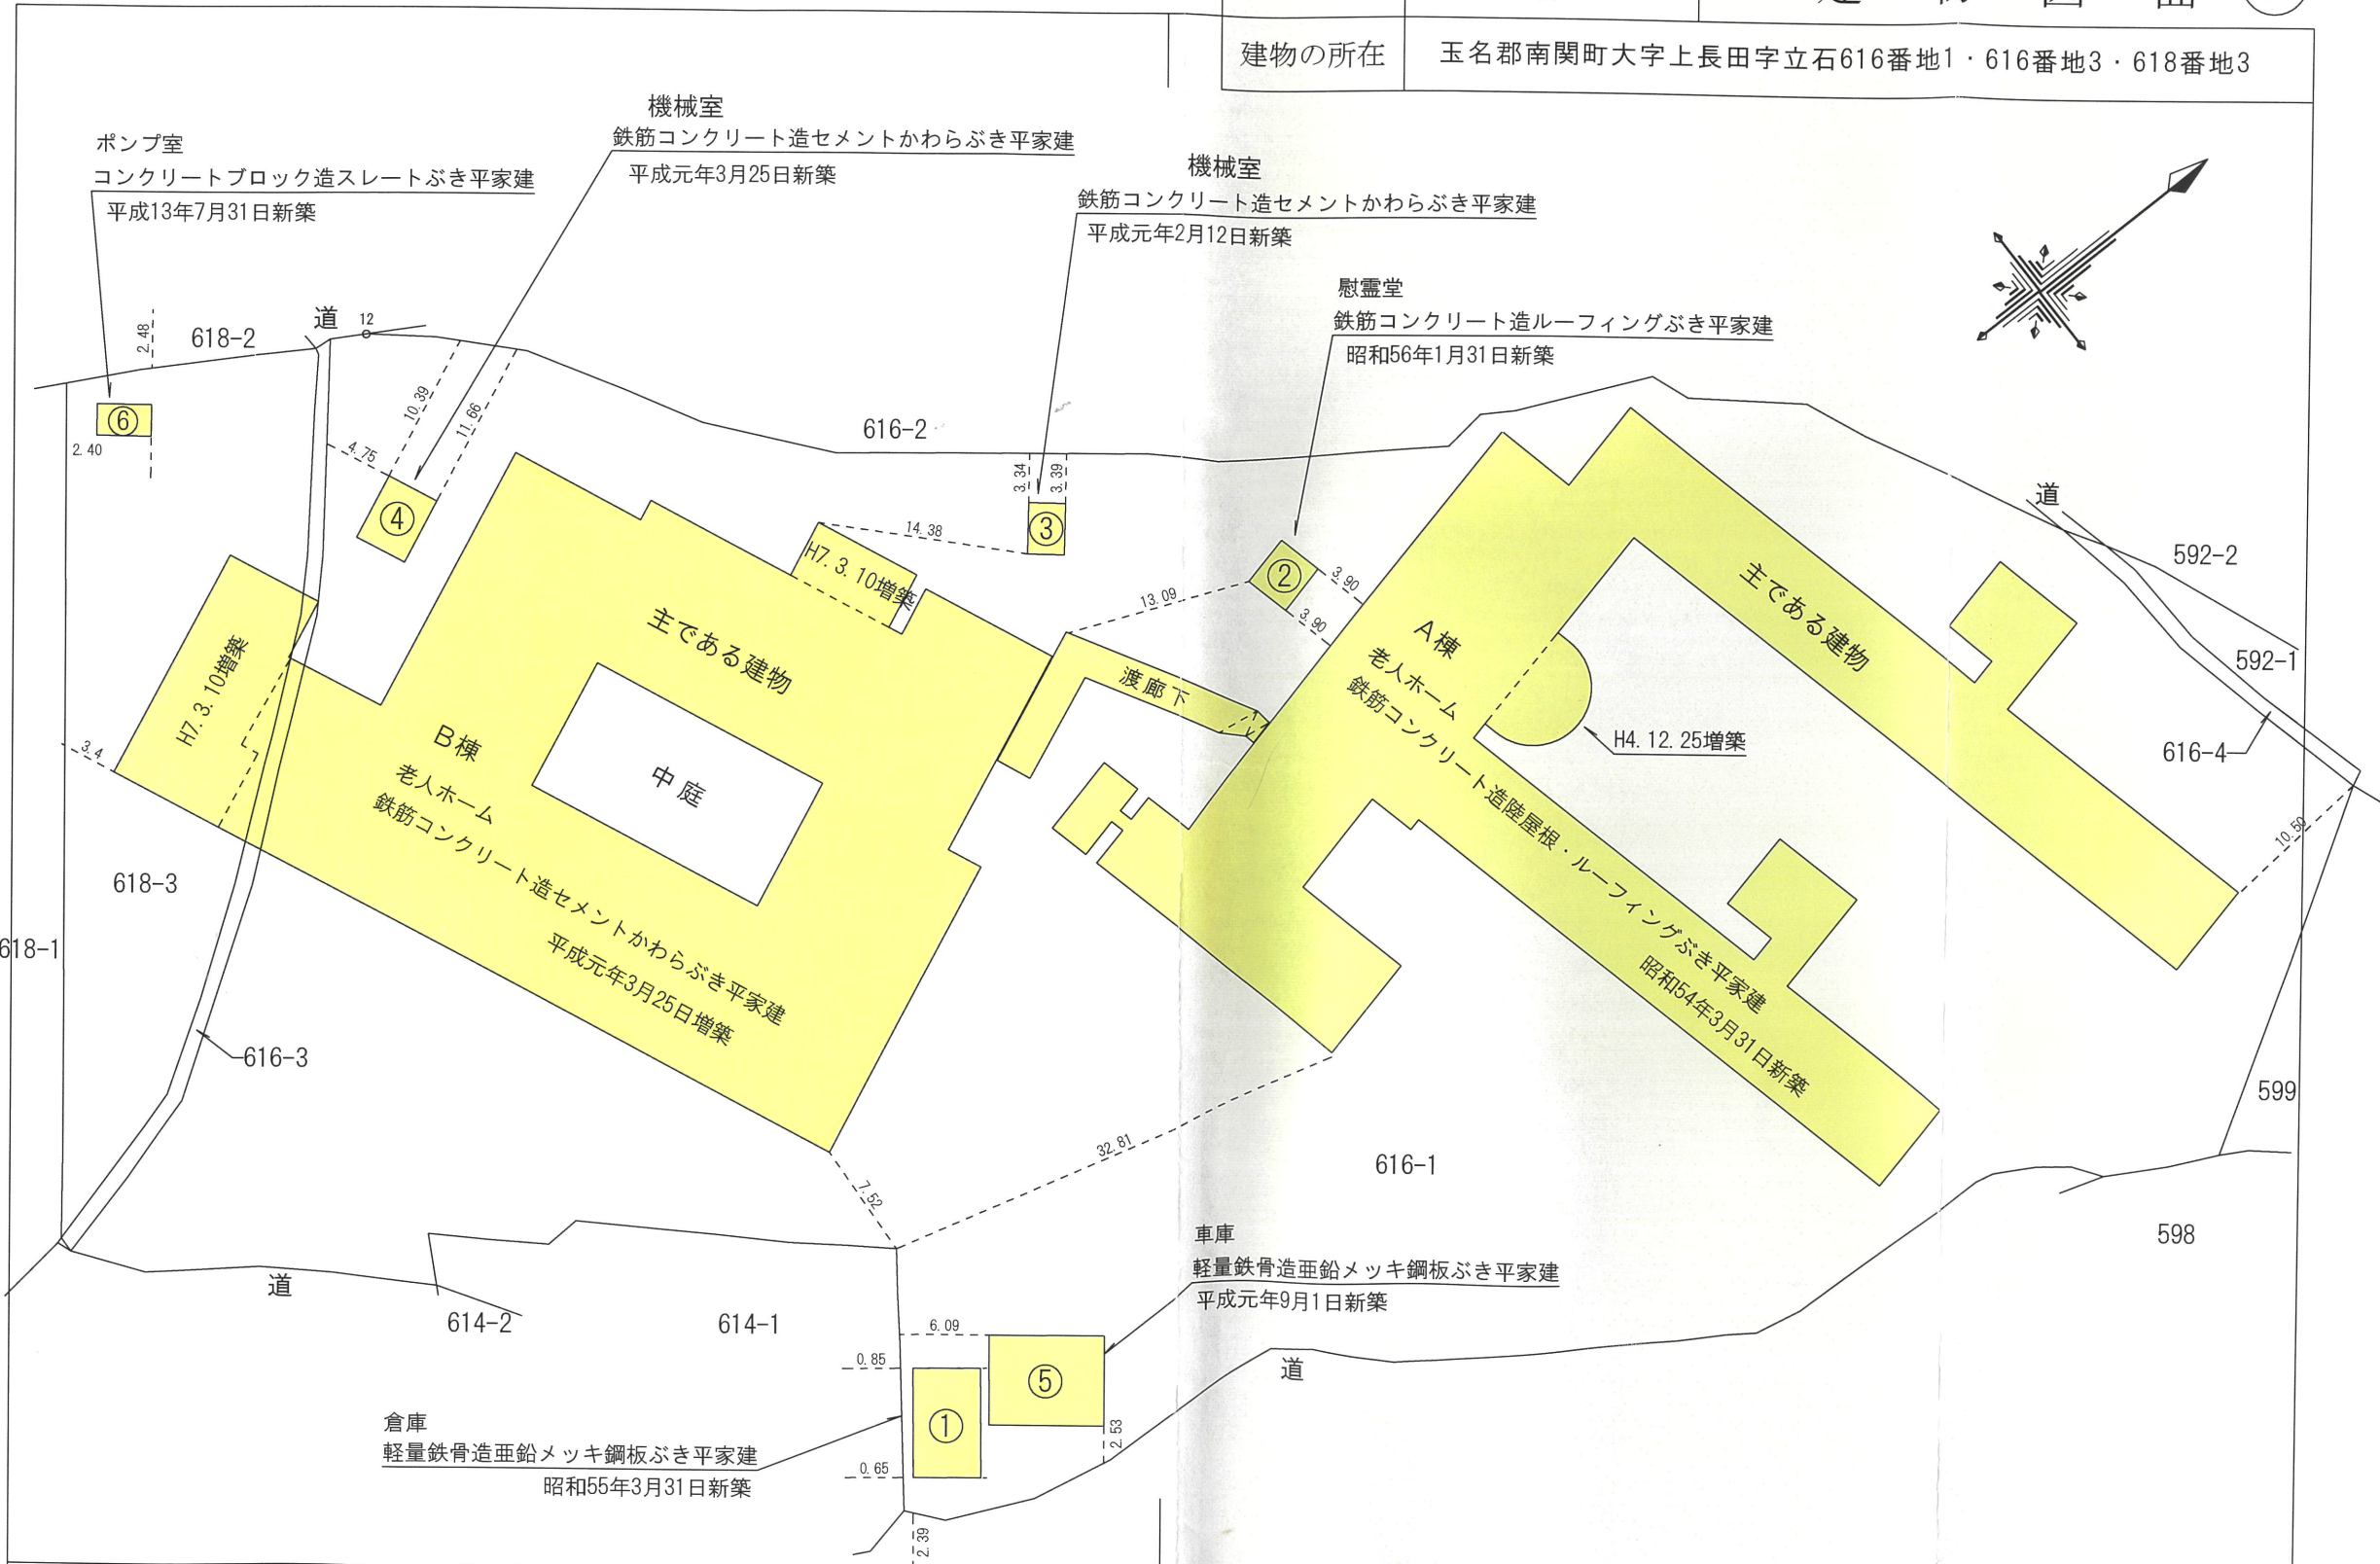 建物の所在
玉名郡南関町大字上長田字立石616番地1・616番地3・618番地3
機械室
鉄筋コンクリート造セメントかわらぶき平家建
平成元年3月25日新築
ポンプ室
コンクリートブロック造スレートぶき平家建
平成13年7月31日新築
機械室
鉄筋コンクリート造セメントかわらぶき平家建
平成元年2月12日新築
慰霊堂
鉄筋コンクリート造ルーフィングぶき平家建
昭和56年1月31日新築
道
12
2.48
618-2
⑥
2.40
10.39
11.66
4.75
④
616-2
3.34
3.39
③
14.38
H7.3.10増築
②
3.90
3.90
13.09
道
592-2
592-1
616-4
10.50
主である建物
主である建物
A棟
老人ホーム
鉄筋コンクリート造陸屋根・ルーフィングぶき平家建
昭和54年3月31日新築
H4.12.25増築
渡廊下
H7.3.10増築
3.4
B棟
老人ホーム
鉄筋コンクリート造セメントかわらぶき平家建
平成元年3月25日増築
中庭
618-3
618-1
616-3
599
32.81
7.52
616-1
598
車庫
軽量鉄骨造亜鉛メッキ鋼板ぶき平家建
平成元年9月1日新築
道
614-2
614-1
6.09
0.85
⑤
①
道
2.53
倉庫
軽量鉄骨造亜鉛メッキ鋼板ぶき平家建
昭和55年3月31日新築
0.65
2.39